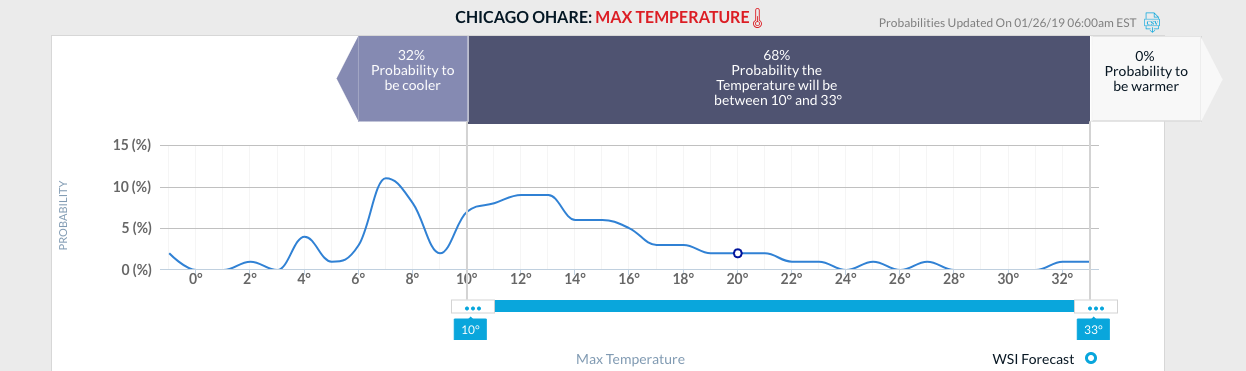 CHICAGO OHARE: MAX TEMPERATURE
Probabilities Updated On 01/26/19 06:00am EST
CSV
32%
Probability to
be cooler
68%
Probability the
Temperature will be
between 10° and 33°
0%
Probability to
be warmer
PROBABILITY
15 (%)
10 (%)
5 (%)
0 (%)
0° 2° 4° 6° 8° 10° 12° 14° 16° 18° 20° 22° 24° 26° 28° 30° 32°
10° 33°
Max Temperature
WSI Forecast